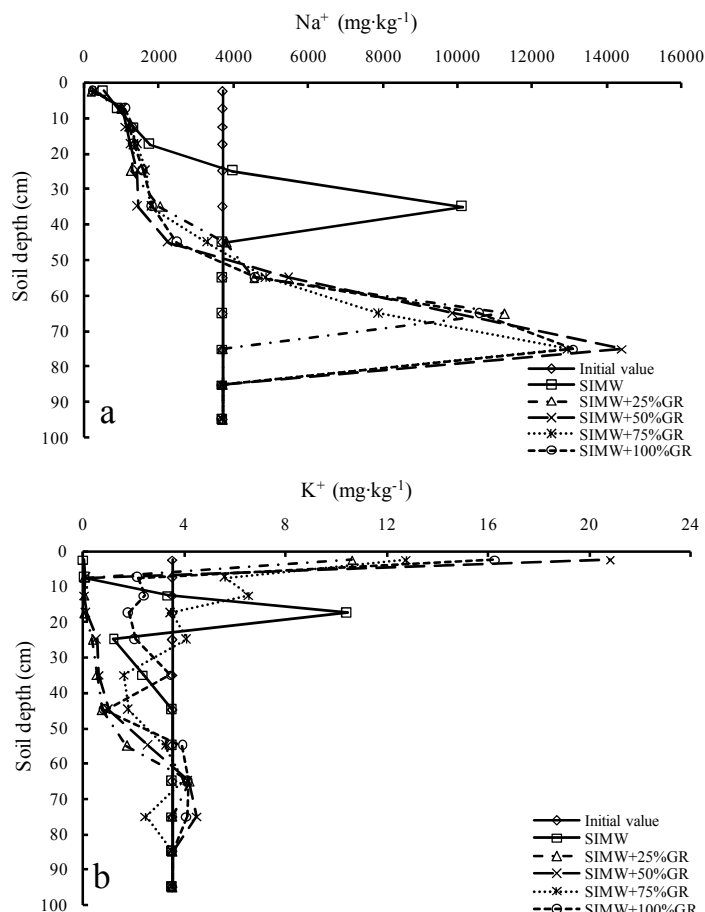 Na+ (mg·kg-1)
0 2000 4000 6000 8000 10000 12000 14000 16000
0
10
20
30
40
50
60
70
80
90
100
Soil depth (cm)
Initial value
SIMW
SIMW+25%GR
SIMW+50%GR
SIMW+75%GR
SIMW+100%GR
a
K+ (mg·kg-1)
0 4 8 12 16 20 24
0
10
20
30
40
50
60
70
80
90
100
Soil depth (cm)
Initial value
SIMW
SIMW+25%GR
SIMW+50%GR
SIMW+75%GR
SIMW+100%GR
b